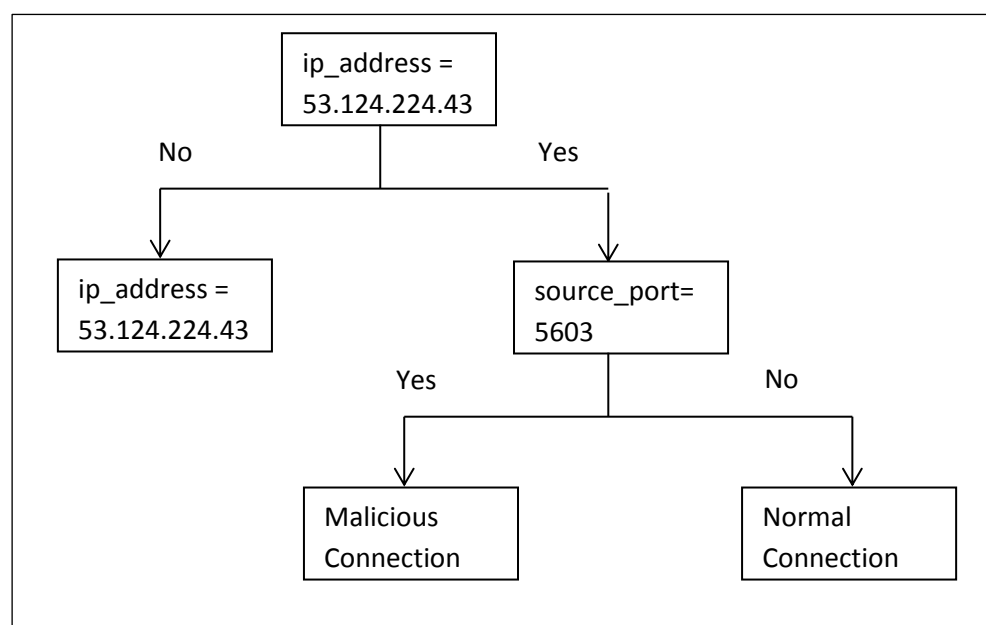 ip_address =
53.124.224.43
No
Yes
ip_address =
53.124.224.43
source_port=
5603
Yes
No
Malicious
Connection
Normal
Connection